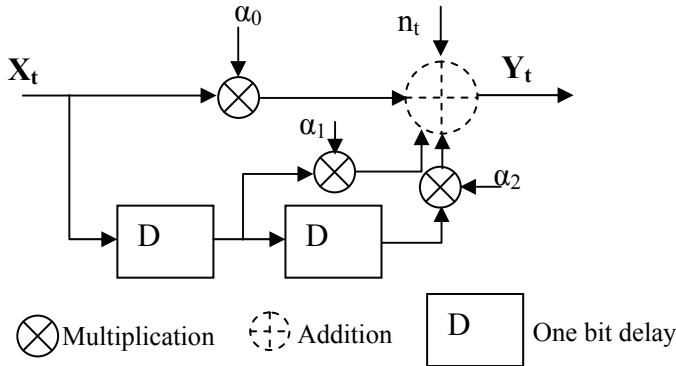 α₀
nₜ
Xₜ
Yₜ
α₁
α₂
D
D
Multiplication
Addition
D
One bit delay